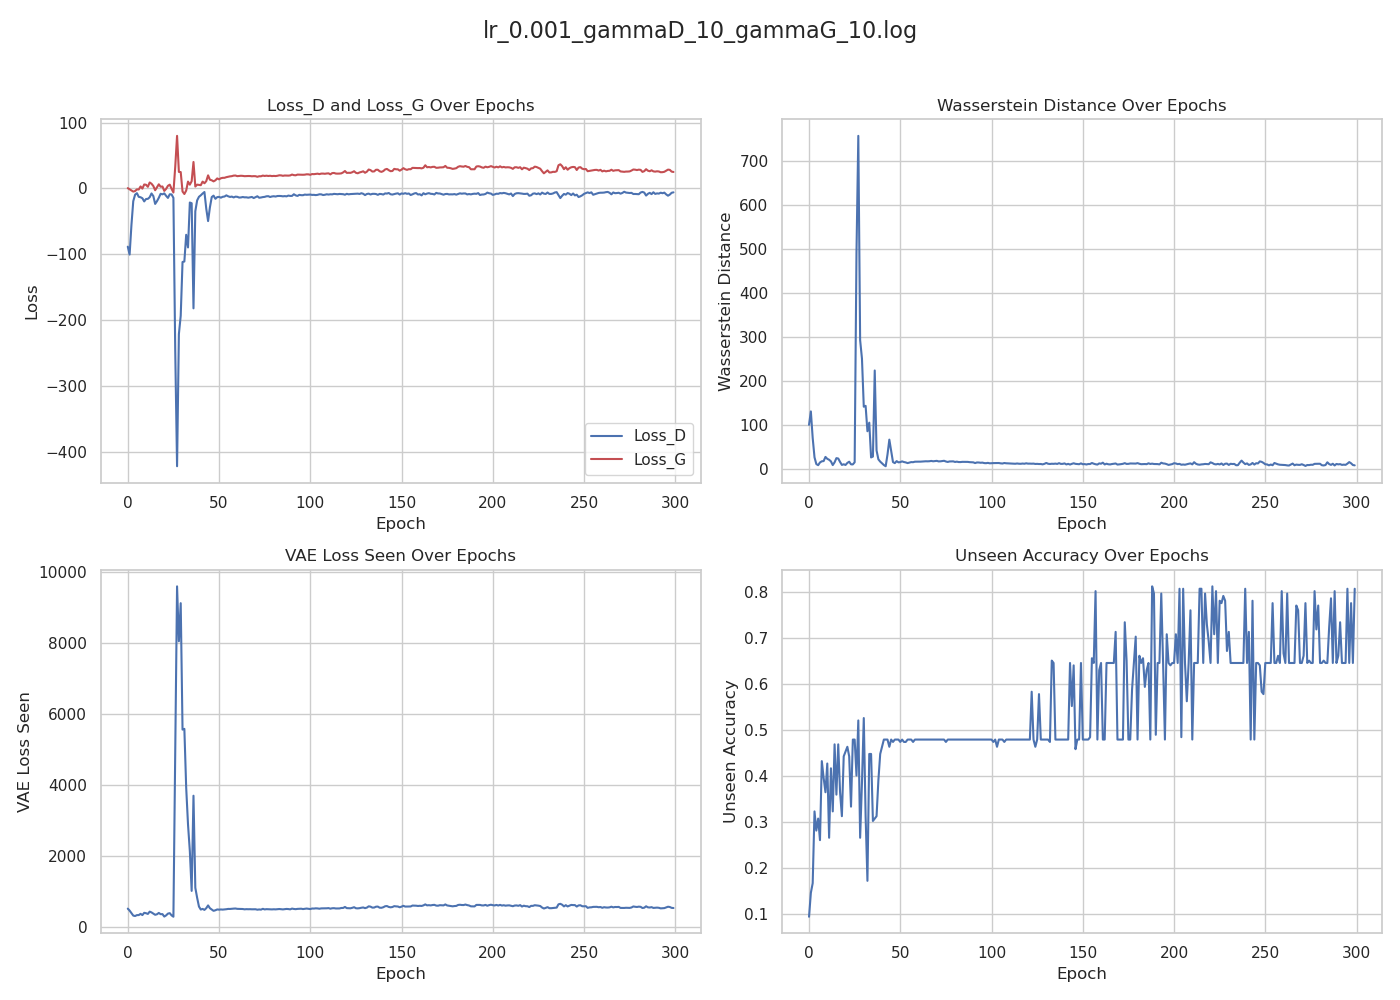 lr_0.001_gammaD_10_gammaG_10.log
Loss_D and Loss_G Over Epochs
100
0
−100
−200
−300
−400
Loss
Loss_D
Loss_G
0 50 100 150 200 250 300
Epoch
Wasserstein Distance Over Epochs
700
600
500
400
300
200
100
0
Wasserstein Distance
0 50 100 150 200 250 300
Epoch
VAE Loss Seen Over Epochs
10000
8000
6000
4000
2000
0
VAE Loss Seen
0 50 100 150 200 250 300
Epoch
Unseen Accuracy Over Epochs
0.8
0.7
0.6
0.5
0.4
0.3
0.2
0.1
Unseen Accuracy
0 50 100 150 200 250 300
Epoch